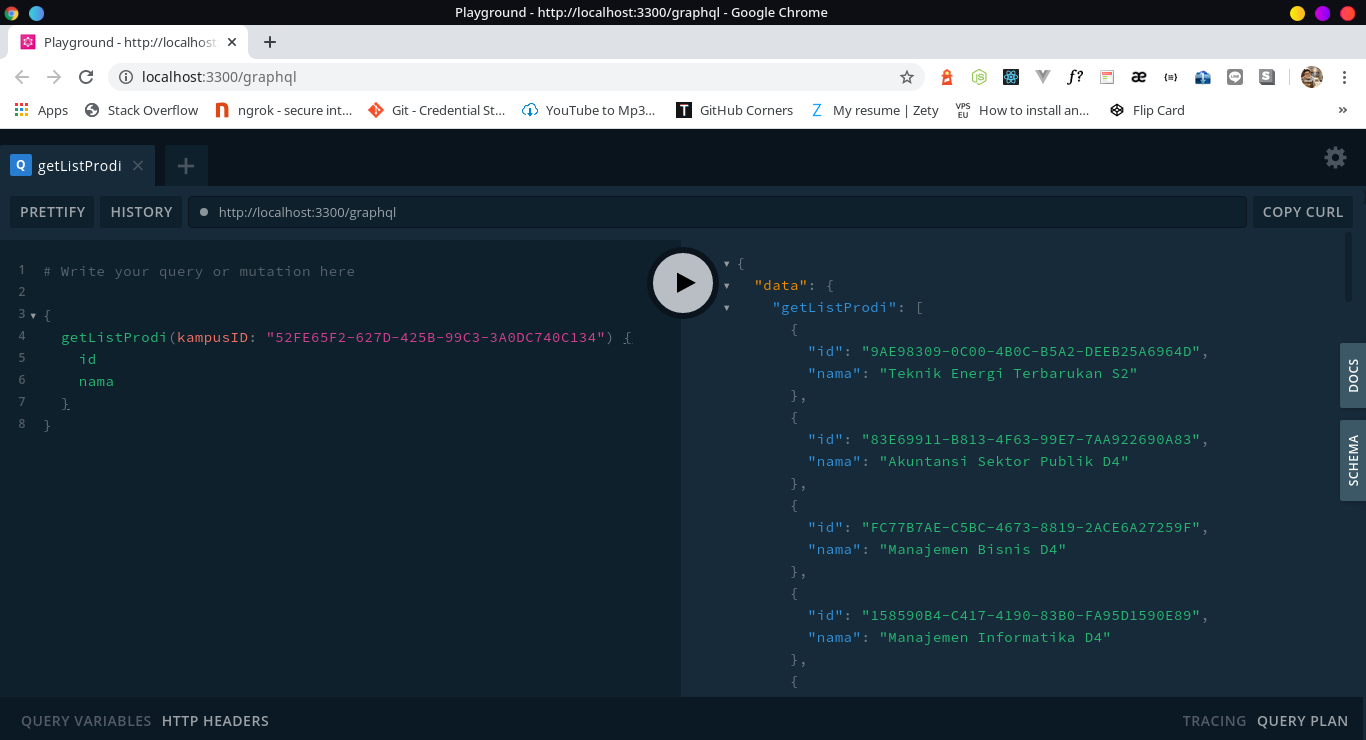 Playground - http://localhost:3300/graphql - Google Chrome
Playground - http://localhost:
localhost:3300/graphql
f?
æ
{=}
LINE
S
Apps
Stack Overflow
ngrok - secure int...
Git - Credential St...
YouTube to Mp3...
T GitHub Corners
Z My resume | Zety
VPS EU How to install an...
Flip Card
»
Q getListProdi
PRETTIFY
HISTORY
http://localhost:3300/graphql
COPY CURL
1 # Write your query or mutation here
2
3 {
4 getListProdi(kampusID: "52FE65F2-627D-425B-99C3-3A0DC740C134") {
5 id
6 nama
7 }
8 }
{
"data": {
"getListProdi": [
{
"id": "9AE98309-0C00-4B0C-B5A2-DEEB25A6964D",
"nama": "Teknik Energi Terbarukan S2"
},
{
"id": "83E69911-B813-4F63-99E7-7AA922690A83",
"nama": "Akuntansi Sektor Publik D4"
},
{
"id": "FC77B7AE-C5BC-4673-8819-2ACE6A27259F",
"nama": "Manajemen Bisnis D4"
},
{
"id": "158590B4-C417-4190-83B0-FA95D1590E89",
"nama": "Manajemen Informatika D4"
},
{
DOCS
SCHEMA
QUERY VARIABLES
HTTP HEADERS
TRACING
QUERY PLAN